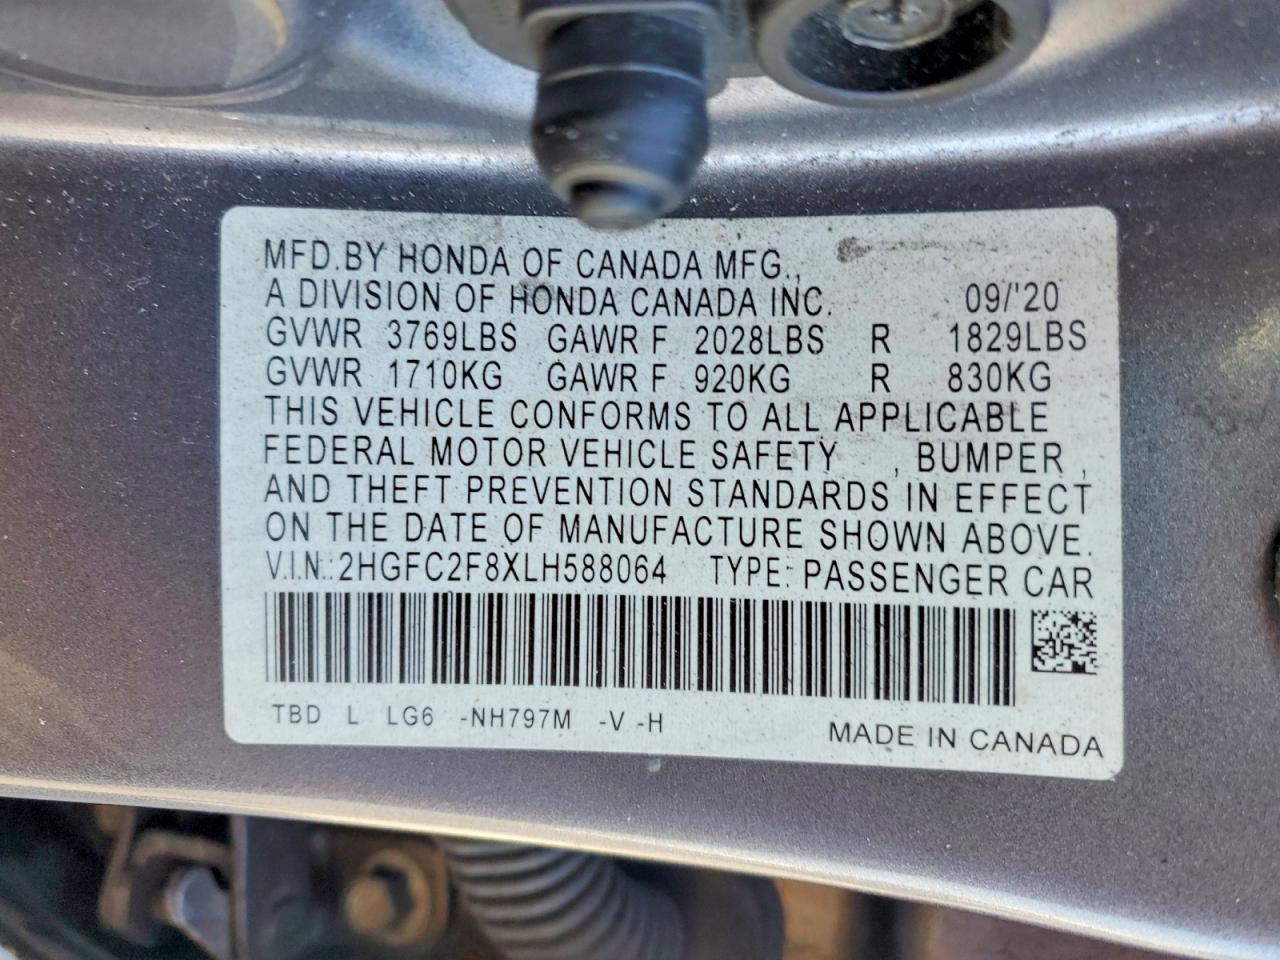 MFD.BY HONDA OF CANADA MFG.,
A DIVISION OF HONDA CANADA INC. 09/'20
GVWR 3769LBS GAWR F 2028LBS R 1829LBS
GVWR 1710KG GAWR F 920KG R 830KG
THIS VEHICLE CONFORMS TO ALL APPLICABLE
FEDERAL MOTOR VEHICLE SAFETY , BUMPER ,
AND THEFT PREVENTION STANDARDS IN EFFECT
ON THE DATE OF MANUFACTURE SHOWN ABOVE.
V.I.N.:2HGFC2F8XLH588064 TYPE: PASSENGER CAR
TBD L LG6 -NH797M -V -H
MADE IN CANADA